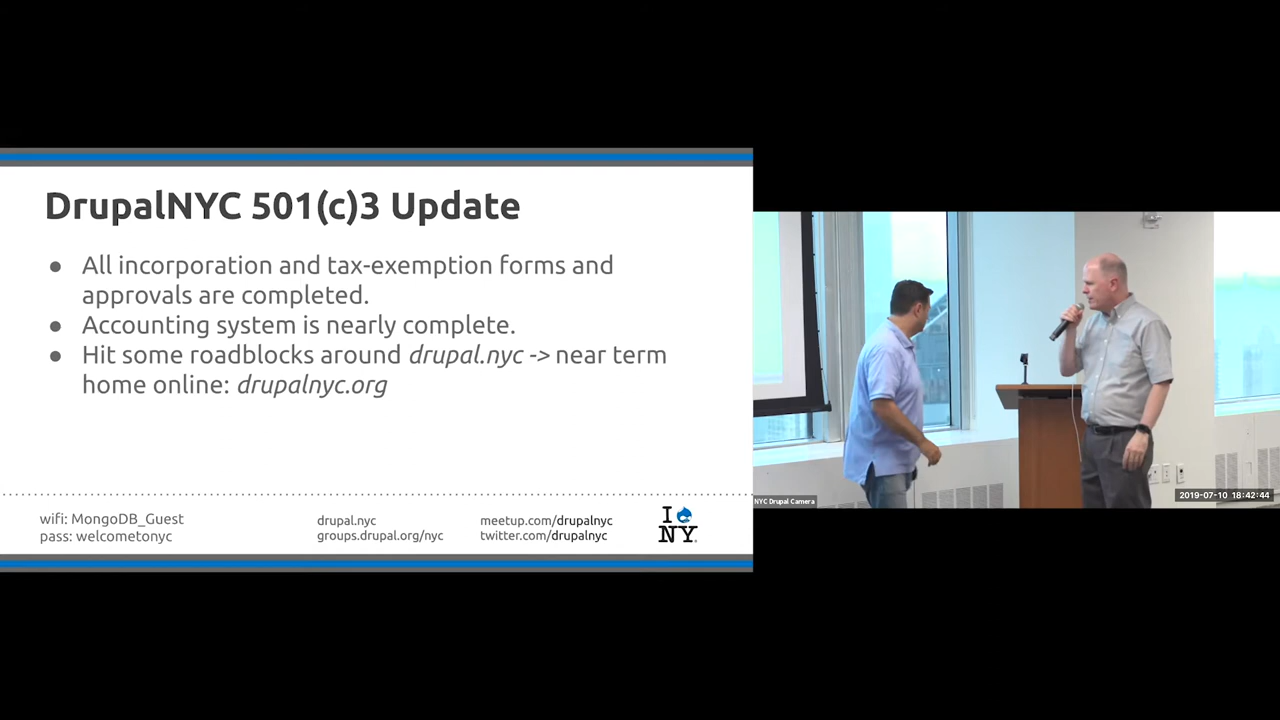 DrupalNYC 501(c)3 Update
● All incorporation and tax-exemption forms and
approvals are completed.
● Accounting system is nearly complete.
● Hit some roadblocks around drupal.nyc -> near term
home online: drupalnyc.org
wifi: MongoDB_Guest
pass: welcometonyc
drupal.nyc
groups.drupal.org/nyc
meetup.com/drupalnyc
twitter.com/drupalnyc
I
NY
NYC Drupal Camera
2019-07-10 18:42:44